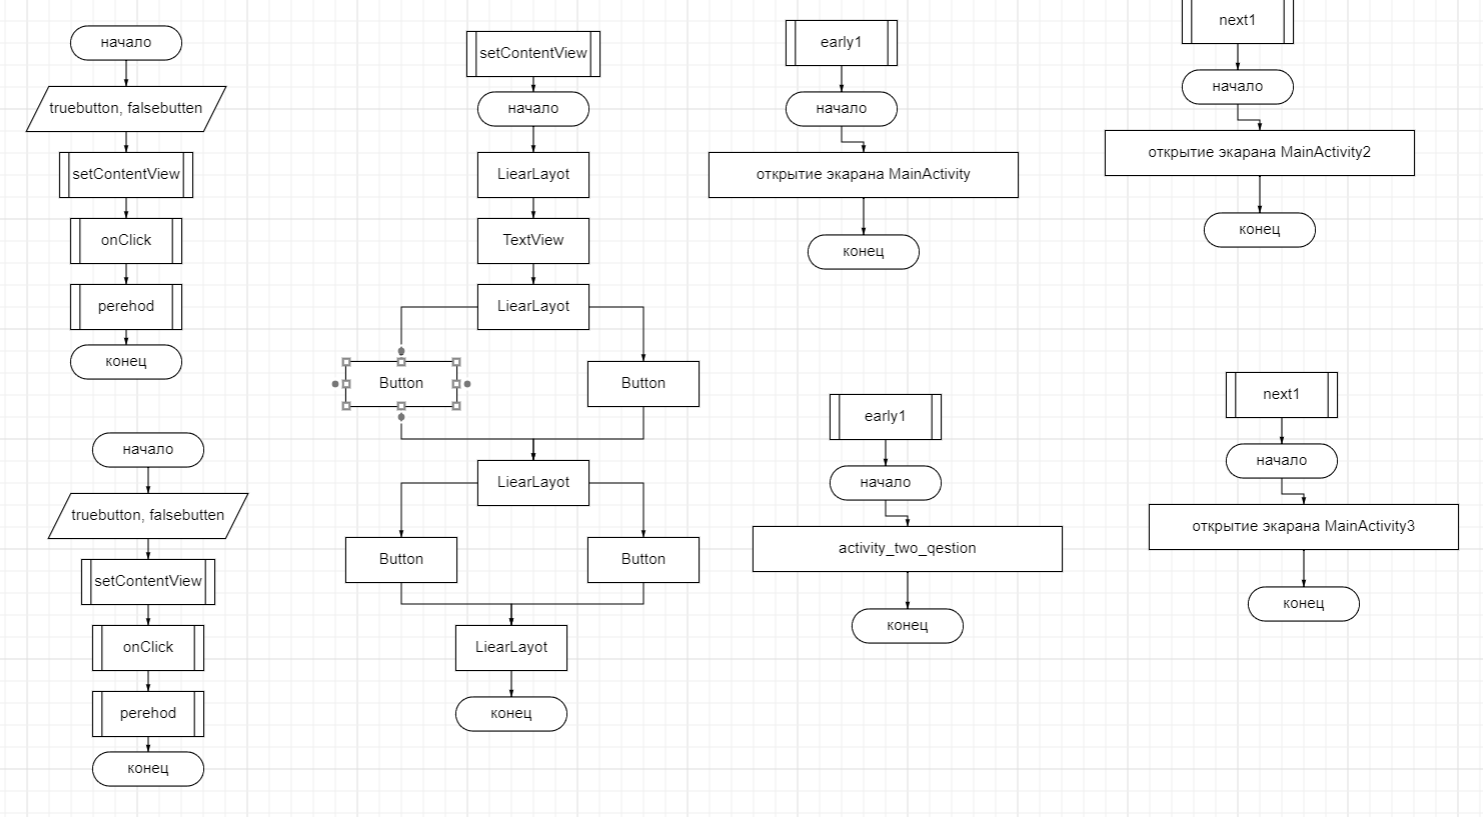 начало
truebutton, falsebutten
setContentView
onClick
perehod
конец
начало
truebutton, falsebutten
setContentView
onClick
perehod
конец
setContentView
начало
LiearLayot
TextView
LiearLayot
Button
Button
LiearLayot
Button
Button
LiearLayot
конец
early1
начало
открытие экарана MainActivity
конец
early1
начало
activity_two_qestion
конец
next1
начало
открытие экарана MainActivity2
конец
next1
начало
открытие экарана MainActivity3
конец